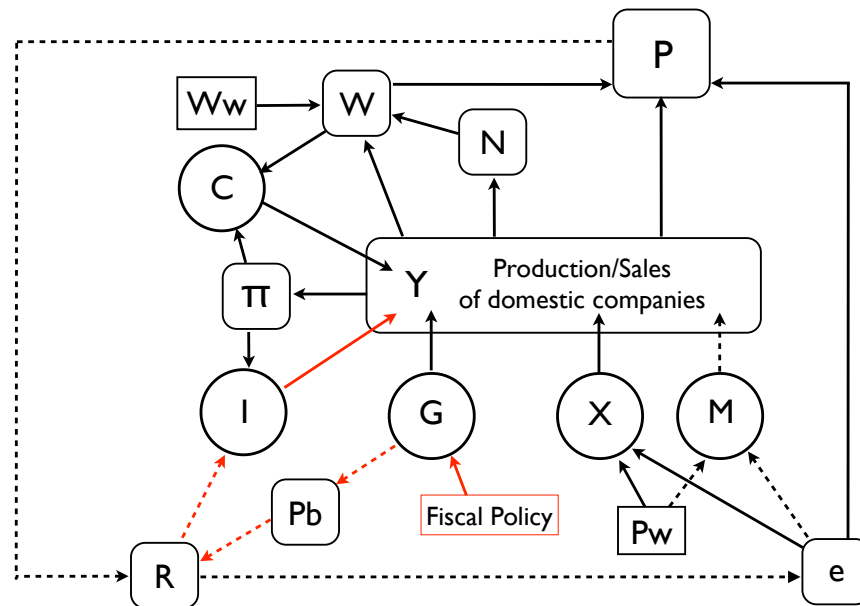 P
Ww
W
N
C
Production/Sales
Y
of domestic companies
π
I
G
X
M
Pb
Fiscal Policy
Pw
R
e